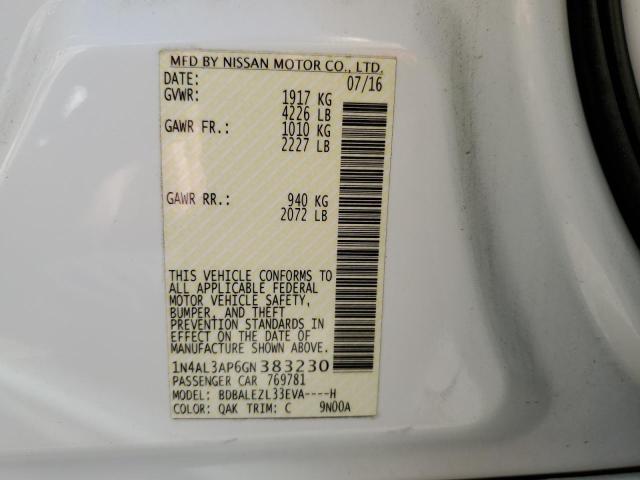 MFD BY NISSAN MOTOR CO., LTD.
DATE: 07/16
GVWR: 1917 KG
4226 LB
GAWR FR.: 1010 KG
2227 LB
GAWR RR.: 940 KG
2072 LB
THIS VEHICLE CONFORMS TO
ALL APPLICABLE FEDERAL
MOTOR VEHICLE SAFETY,
BUMPER, AND THEFT
PREVENTION STANDARDS IN
EFFECT ON THE DATE OF
MANUFACTURE SHOWN ABOVE.
1N4AL3AP6GN383230
PASSENGER CAR 769781
MODEL: BDBALEZL33EVA----H
COLOR: QAK TRIM: C 9N00A